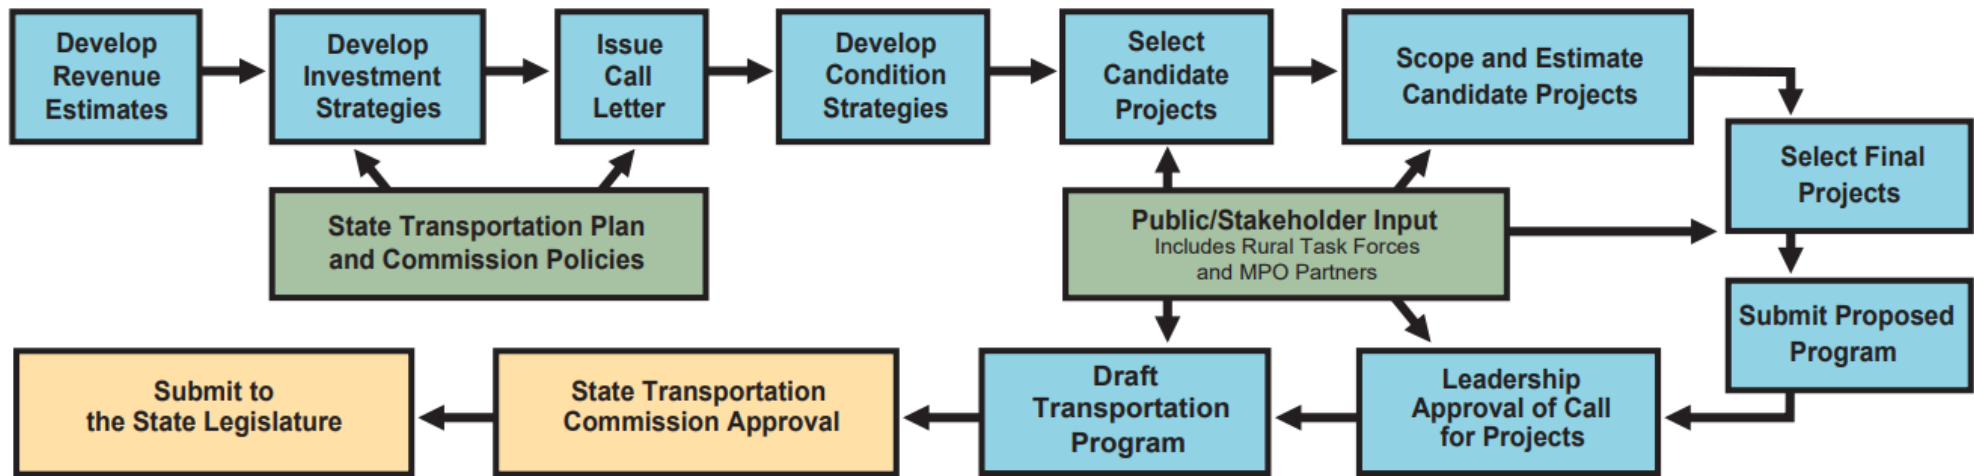 Develop
Revenue
Estimates
Develop
Investment
Strategies
Issue
Call
Letter
Develop
Condition
Strategies
Select
Candidate
Projects
Scope and Estimate
Candidate Projects
Select Final
Projects
State Transportation Plan
and Commission Policies
Public/Stakeholder Input
Includes Rural Task Forces
and MPO Partners
Submit Proposed
Program
Leadership
Approval of Call
for Projects
Draft
Transportation
Program
State Transportation
Commission Approval
Submit to
the State Legislature